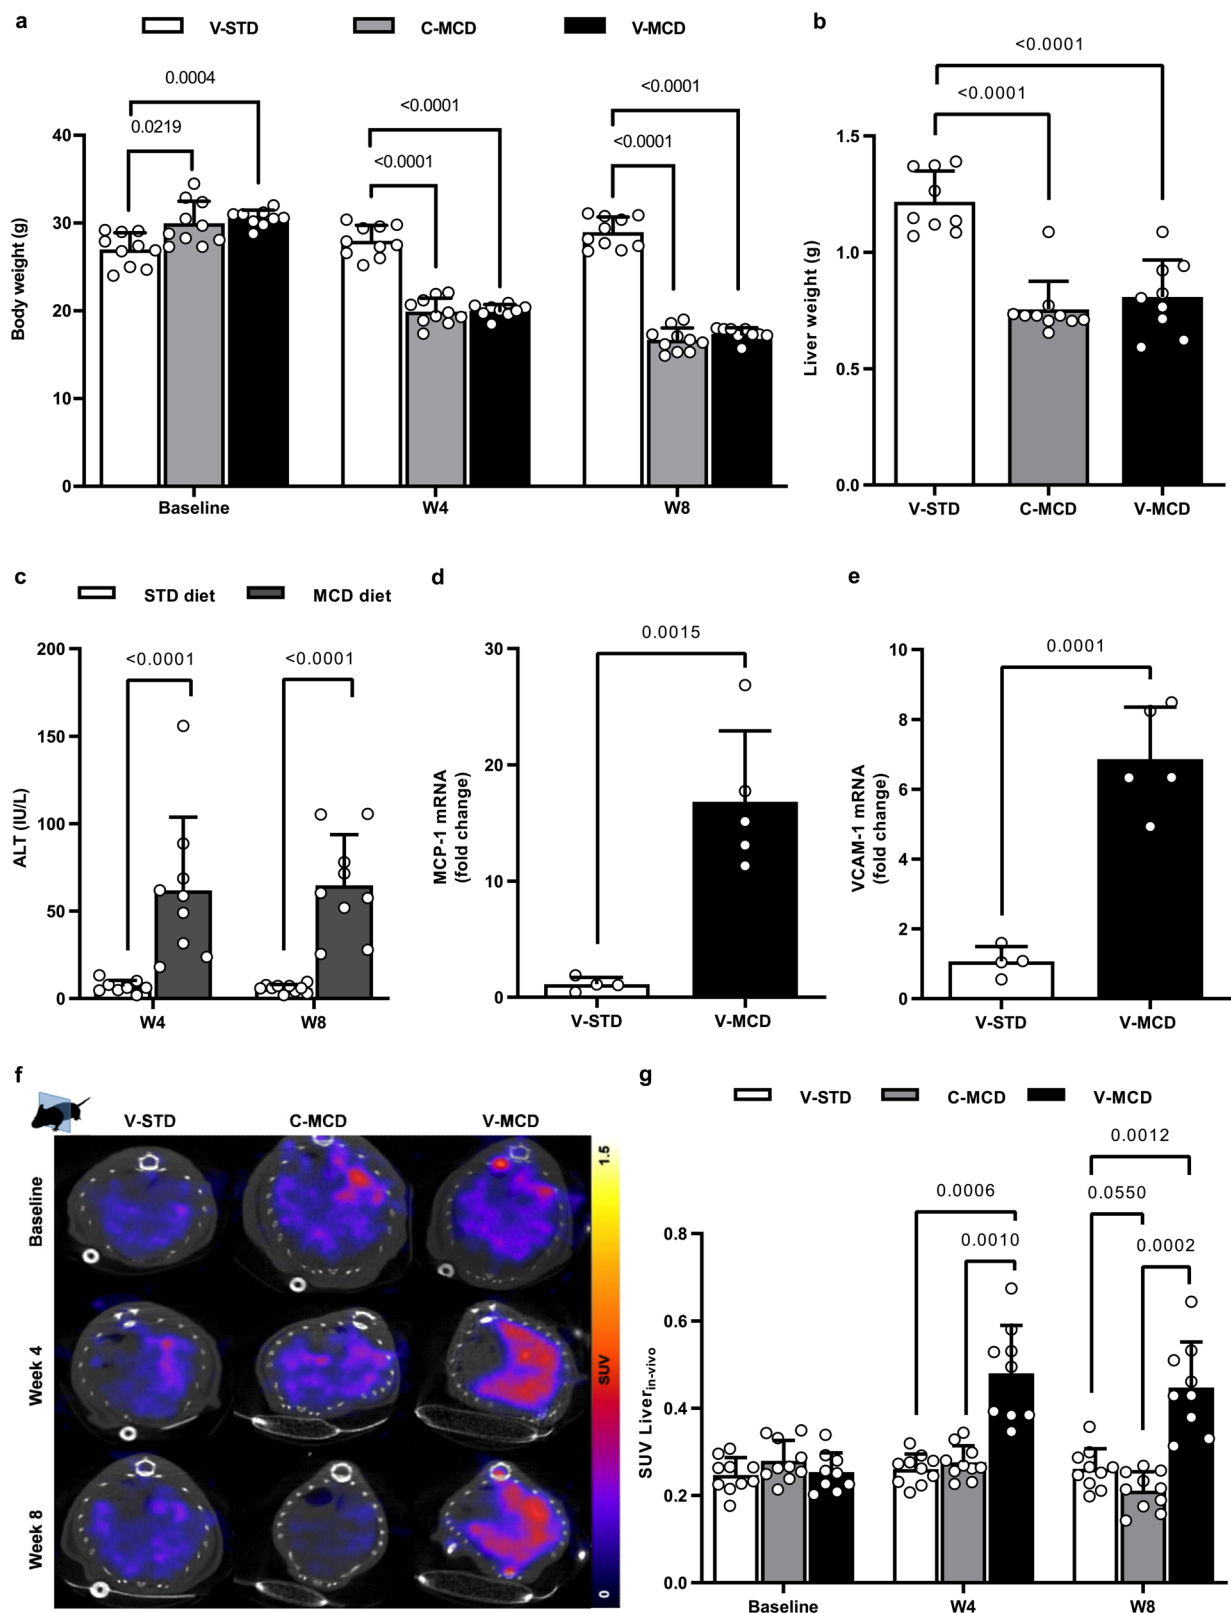 a
V-STD C-MCD V-MCD
0.0004
0.0219
<0.0001
<0.0001
<0.0001
<0.0001
Body weight (g)
40
30
20
10
0
Baseline W4 W8
b
<0.0001
<0.0001
Liver weight (g)
1.5
1.0
0.5
0.0
V-STD C-MCD V-MCD
c
STD diet MCD diet
<0.0001 <0.0001
ALT (IU/L)
200
150
100
50
0
W4 W8
d
0.0015
MCP-1 mRNA
(fold change)
30
20
10
0
V-STD V-MCD
e
0.0001
VCAM-1 mRNA
(fold change)
10
8
6
4
2
0
V-STD V-MCD
f
V-STD C-MCD V-MCD
Baseline
Week 4
Week 8
1.5
SUV
0
g
V-STD C-MCD V-MCD
0.0012
0.0006
0.0550
0.0010
0.0002
SUV Liver in-vivo
0.8
0.6
0.4
0.2
0.0
Baseline W4 W8